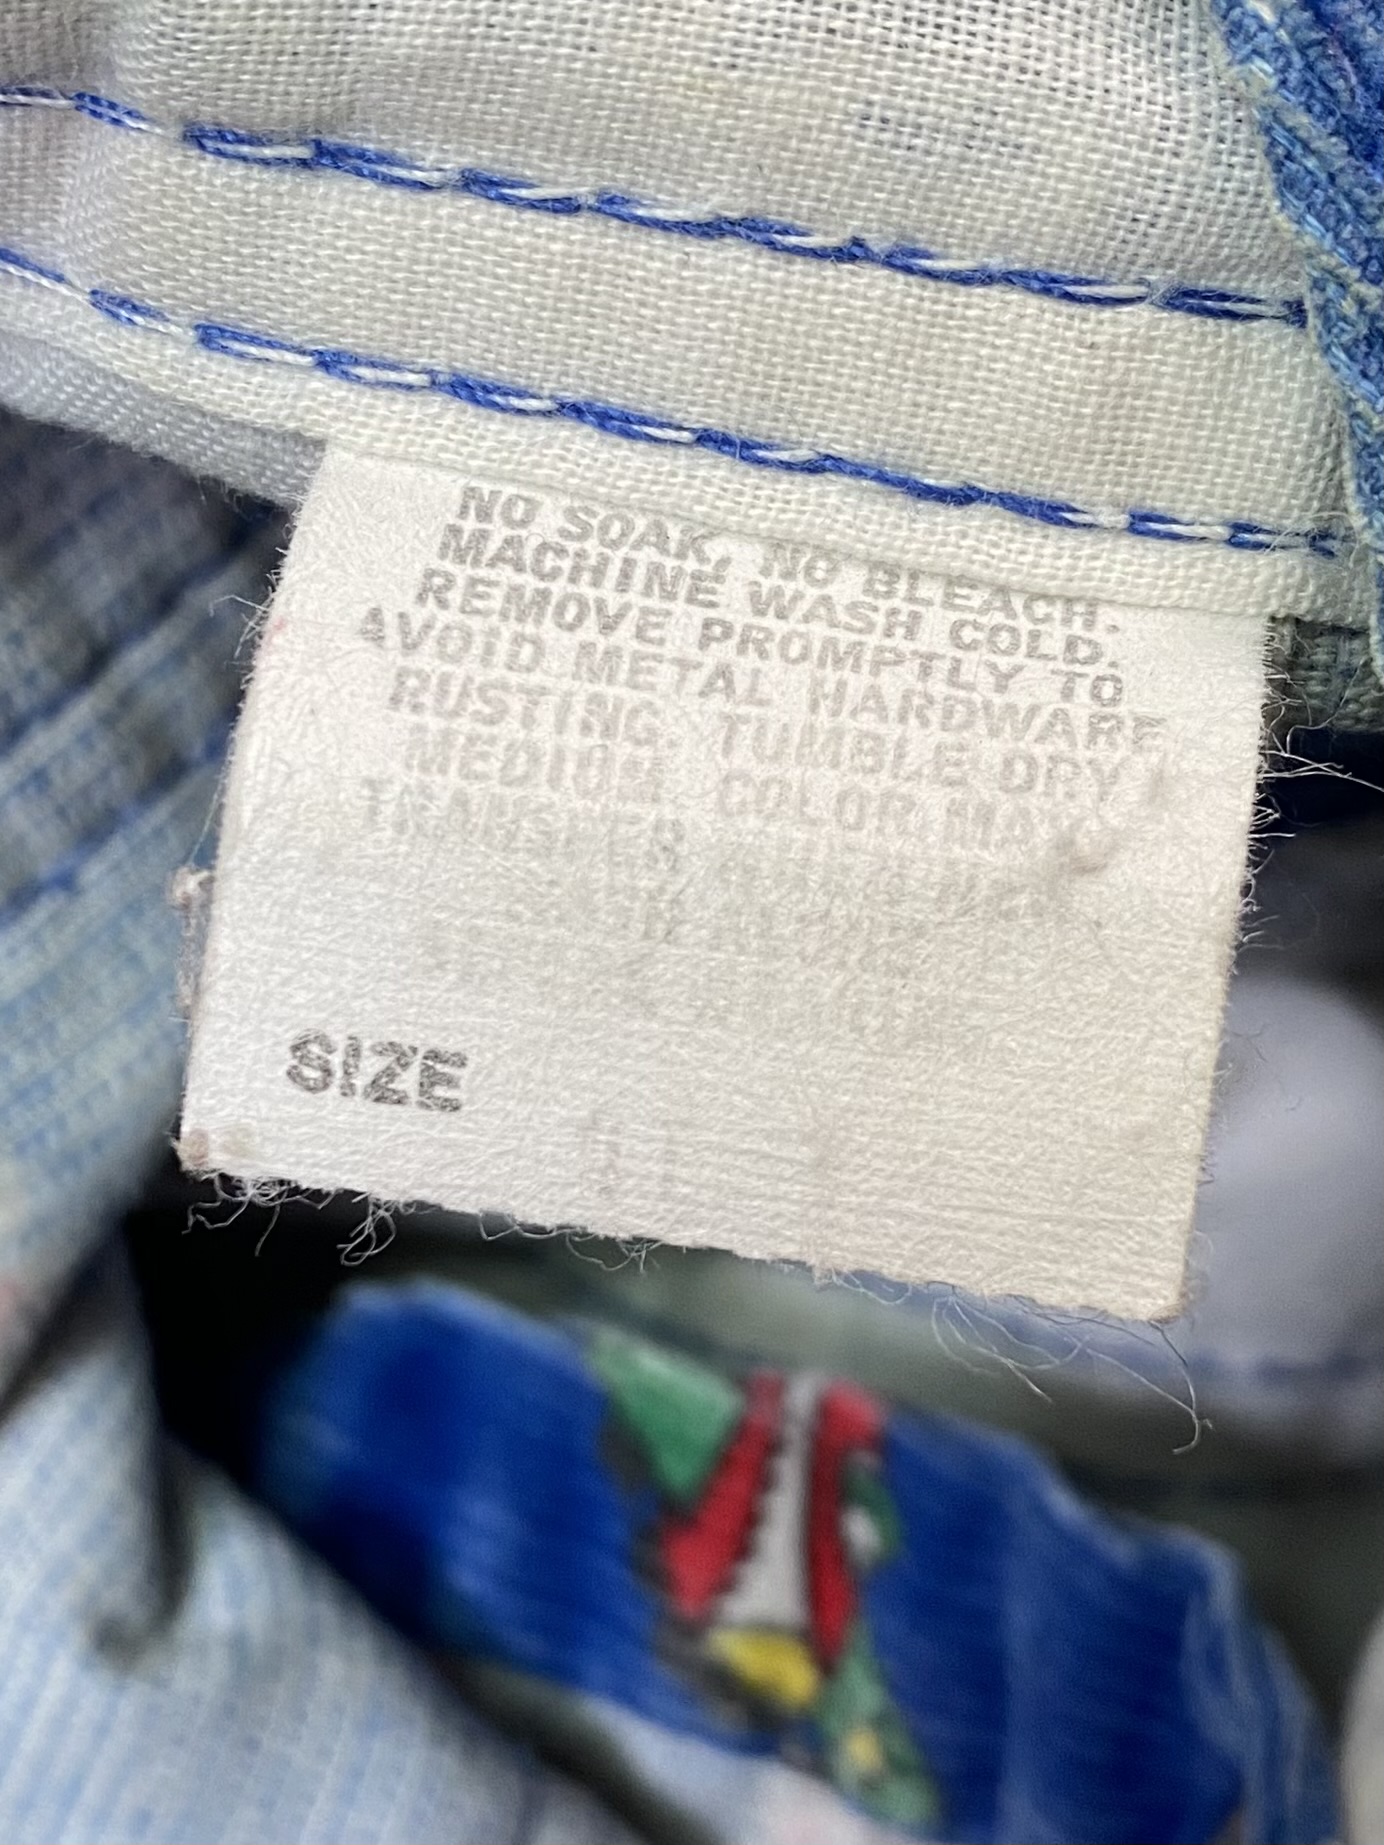 NO SOAK, NO BLEACH.
MACHINE WASH COLD.
REMOVE PROMPTLY TO
AVOID METAL HARDWARE
RUSTING. TUMBLE DRY
MEDIUM. COLOR MAY
SIZE